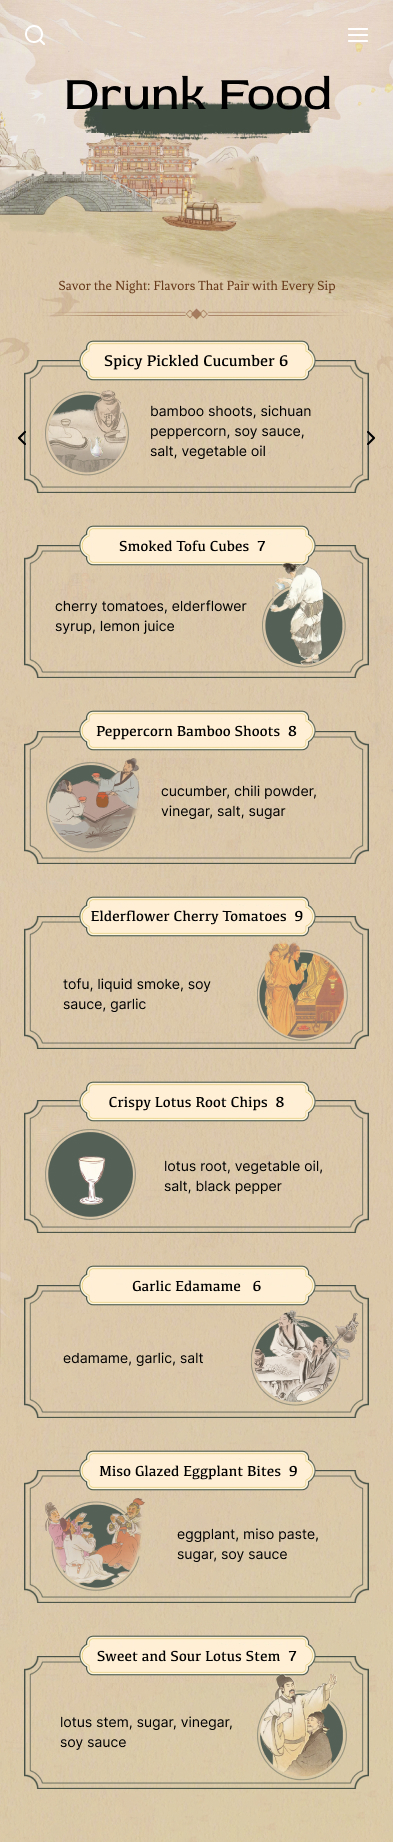 Drunk Food
Savor the Night: Flavors That Pair with Every Sip
Spicy Pickled Cucumber 6
bamboo shoots, sichuan
peppercorn, soy sauce,
salt, vegetable oil
Smoked Tofu Cubes 7
cherry tomatoes, elderflower
syrup, lemon juice
Peppercorn Bamboo Shoots 8
cucumber, chili powder,
vinegar, salt, sugar
Elderflower Cherry Tomatoes 9
tofu, liquid smoke, soy
sauce, garlic
Crispy Lotus Root Chips 8
lotus root, vegetable oil,
salt, black pepper
Garlic Edamame 6
edamame, garlic, salt
Miso Glazed Eggplant Bites 9
eggplant, miso paste,
sugar, soy sauce
Sweet and Sour Lotus Stem 7
lotus stem, sugar, vinegar,
soy sauce